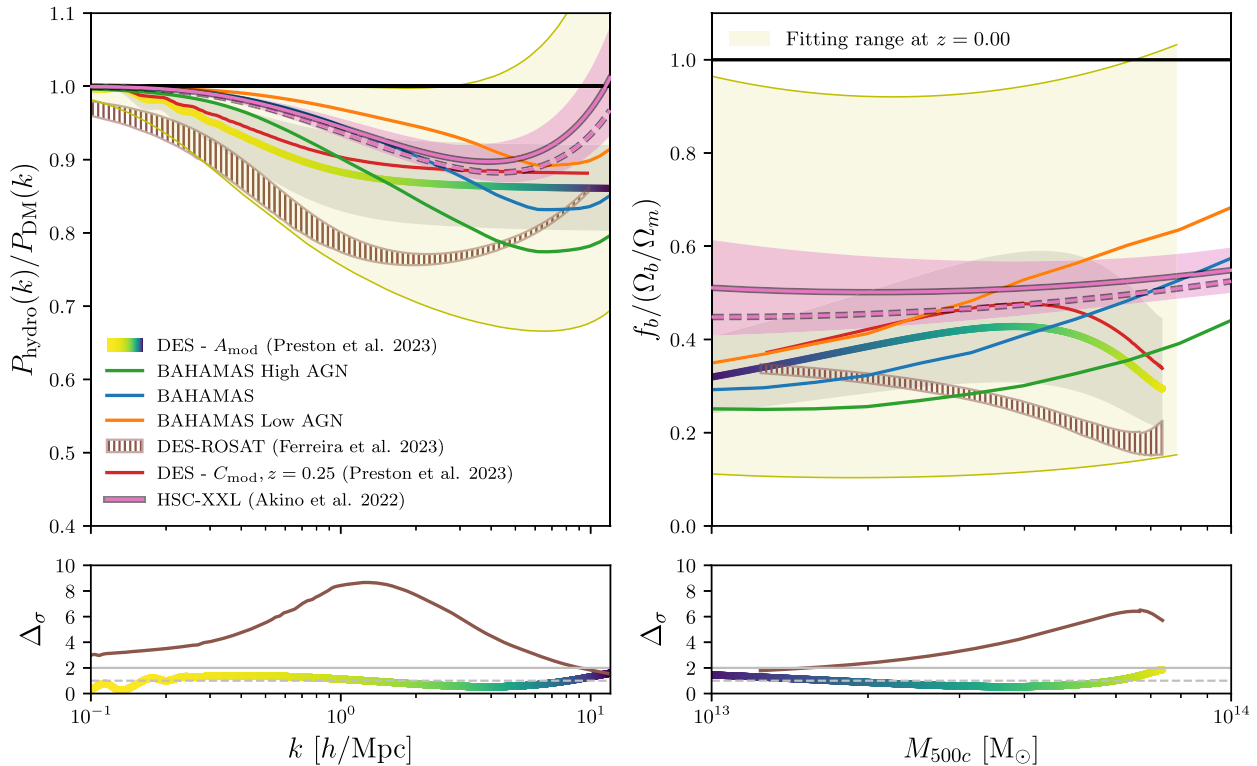 1.1
1.0
0.9
0.8
0.7
0.6
0.5
0.4
P_hydro(k)/P_DM(k)
DES - A_mod (Preston et al. 2023)
BAHAMAS High AGN
BAHAMAS
BAHAMAS Low AGN
DES-ROSAT (Ferreira et al. 2023)
DES - C_mod, z = 0.25 (Preston et al. 2023)
HSC-XXL (Akino et al. 2022)
1.0
0.8
0.6
0.4
0.2
0.0
f_b/(Ω_b/Ω_m)
Fitting range at z = 0.00
10
8
6
4
2
0
Δ_σ
10^−1
10^0
10^1
k [h/Mpc]
10
8
6
4
2
0
Δ_σ
10^13
10^14
M_500c [M_⊙]